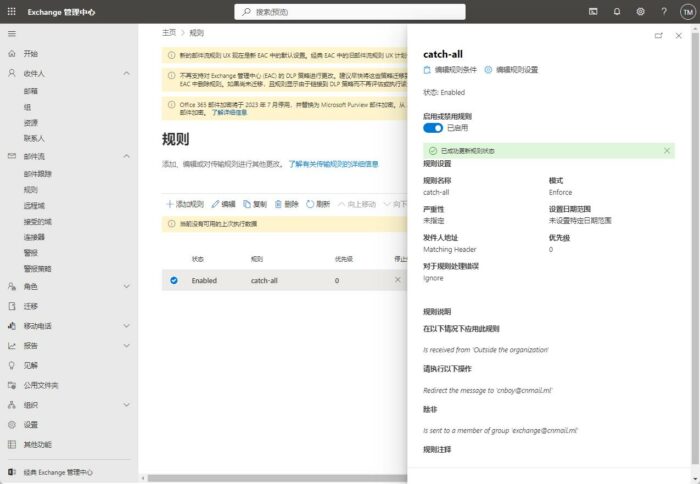 Exchange 管理中心
搜索(预览)
TM
开始
收件人
邮箱
组
资源
联系人
邮件流
邮件跟踪
规则
远程域
接受的域
连接器
警报
警报策略
角色
迁移
移动电话
报告
见解
公用文件夹
组织
设置
其他功能
经典 Exchange 管理中心
主页 > 规则
新的邮件流规则 UX 现在是新 EAC 中的默认设置。经典 EAC 中的旧邮件流规则 UX 计划
不再支持对 Exchange 管理中心 (EAC) 的 DLP 策略进行更改。建议尽快将这些策略迁移到
EAC 中删除规则。如果尚未迁移，且规则显示由于链接到 DLP 策略而不再评估或执行该
Office 365 邮件加密将于 2023 年 7 月停用，并替换为 Microsoft Purview 邮件加密。从
邮件加密。 了解详细信息
规则
添加、编辑或对传输规则进行其他更改。 了解有关传输规则的详细信息
添加规则 编辑 复制 删除 刷新 向上移动 向下
当前没有可用的上次执行数据
状态 规则 优先级 停止
Enabled catch-all 0
catch-all
编辑规则条件 编辑规则设置
状态: Enabled
启用或禁用规则
已启用
已成功更新规则状态
规则设置
规则名称 模式
catch-all Enforce
严重性 设置日期范围
未指定 未设置特定日期范围
发件人地址 优先级
Matching Header 0
对于规则处理错误
Ignore
规则说明
在以下情况下应用此规则
Is received from 'Outside the organization'
请执行以下操作
Redirect the message to 'cnboy@cnmail.ml'
除非
Is sent to a member of group 'exchange@cnmail.ml'
规则注释